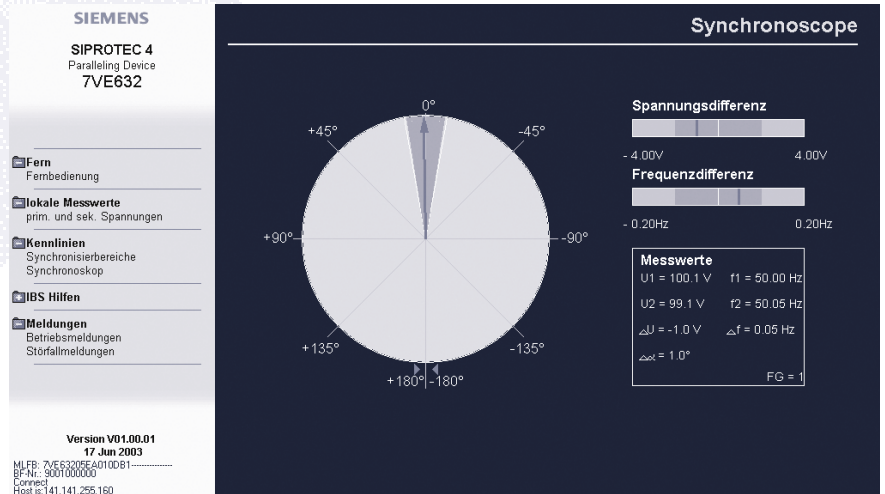 SIEMENS
SIPROTEC 4
Paralleling Device
7VE632
Fern
Fernbedienung
lokale Messwerte
prim. und sek. Spannungen
Kennlinien
Synchronisierbereiche
Synchronoskop
IBS Hilfen
Meldungen
Betriebsmeldungen
Störfallmeldungen
Version V01.00.01
17 Jun 2003
MLFB: 7VE63205EA010DB1---------------
BF-Nr.: 9001000000
Connect
Host is:141.141.255.160
Synchronoscope
0°
+45° -45°
+90° -90°
+135° -135°
+180° -180°
Spannungsdifferenz
- 4.00V 4.00V
Frequenzdifferenz
- 0.20Hz 0.20Hz
Messwerte
U1 = 100.1 V f1 = 50.00 Hz
U2 = 99.1 V f2 = 50.05 Hz
△U = -1.0 V △f = 0.05 Hz
△α = 1.0°
FG = 1